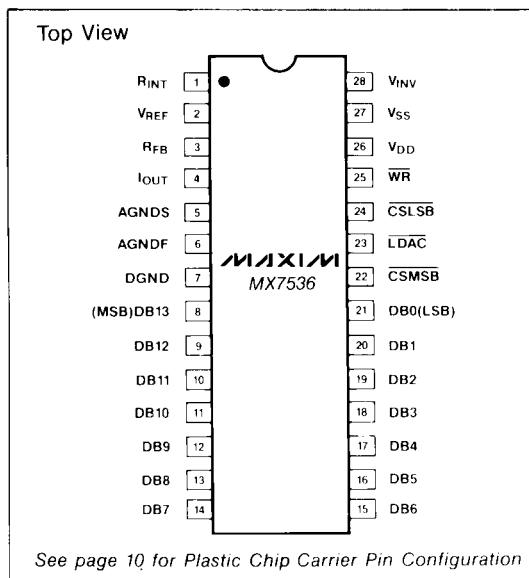 Top View
RINT 1 28 VINV
VREF 2 27 VSS
RFB 3 26 VDD
IOUT 4 25 WR
AGNDS 5 24 CSLSB
AGNDF 6 23 LDAC
DGND 7 MAXIM 22 CSMSB
MX7536
(MSB)DB13 8 21 DB0(LSB)
DB12 9 20 DB1
DB11 10 19 DB2
DB10 11 18 DB3
DB9 12 17 DB4
DB8 13 16 DB5
DB7 14 15 DB6
See page 10 for Plastic Chip Carrier Pin Configuration